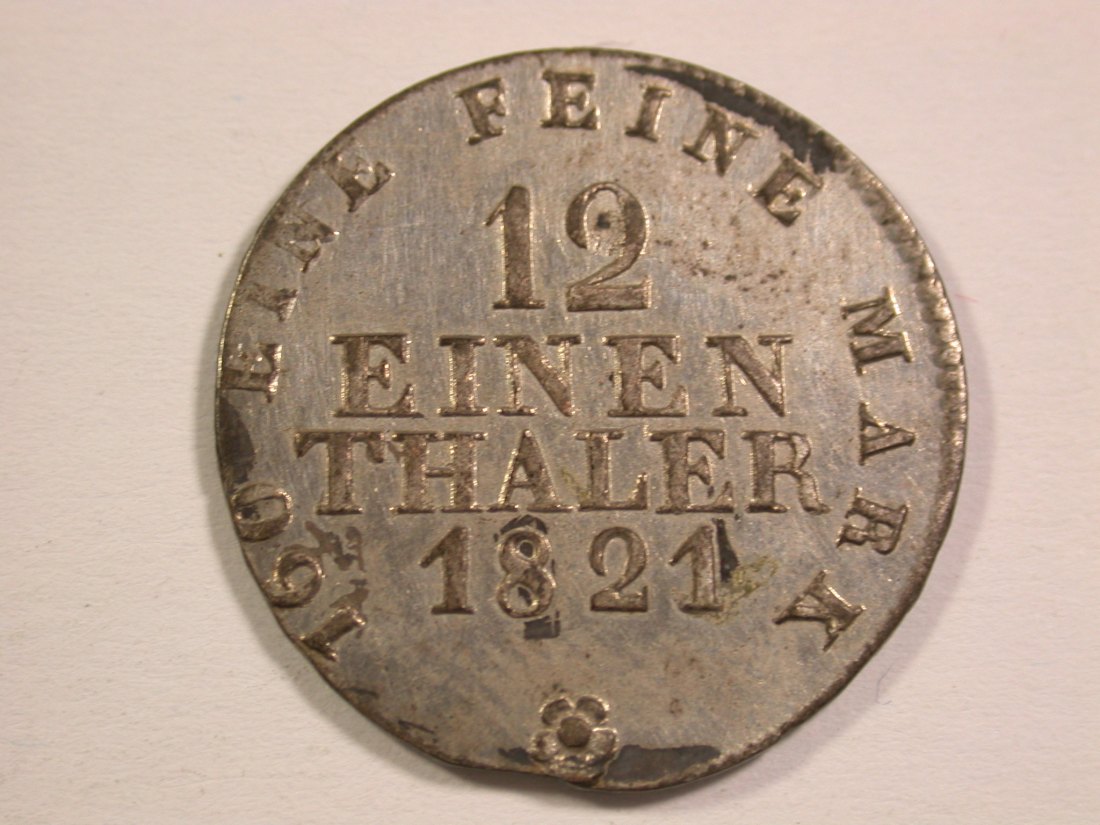 160 EINE FEINE MARK
12
EINEN
THALER
1821